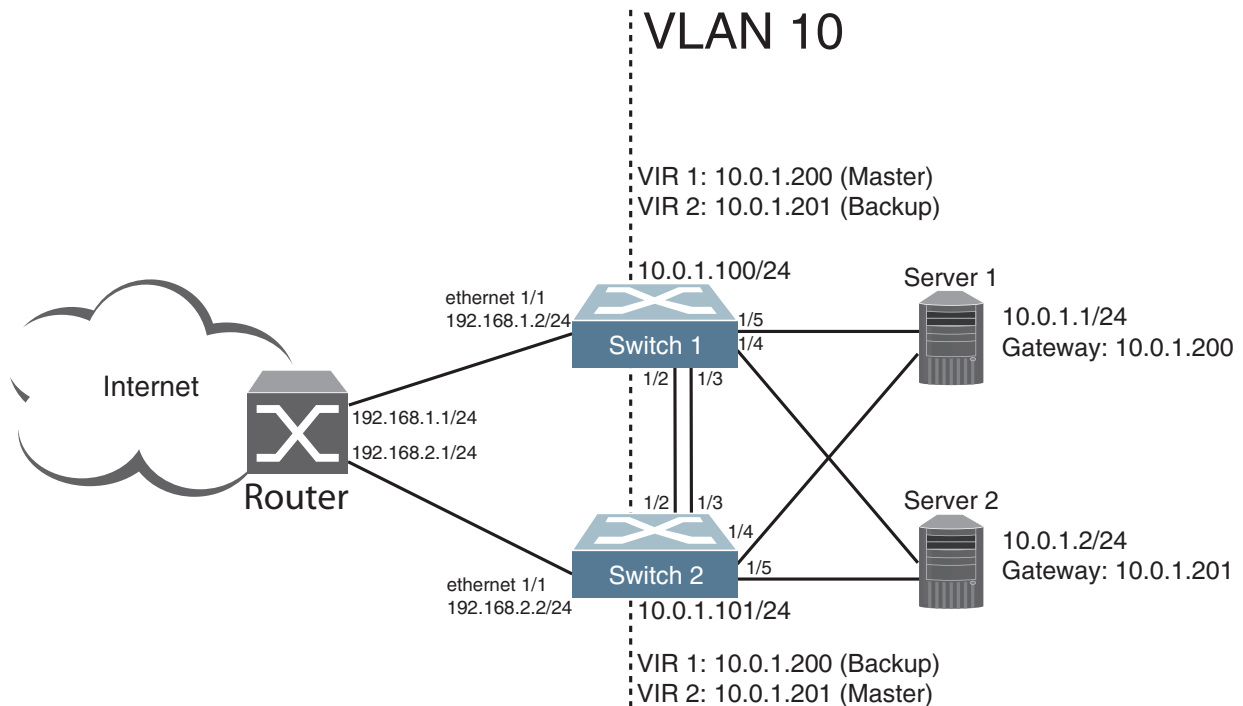 VLAN 10
VIR 1: 10.0.1.200 (Master)
VIR 2: 10.0.1.201 (Backup)
10.0.1.100/24
ethernet 1/1
192.168.1.2/24
Switch 1
1/5
1/4
1/2
1/3
Server 1
10.0.1.1/24
Gateway: 10.0.1.200
Internet
192.168.1.1/24
192.168.2.1/24
Router
1/2
1/3
1/4
1/5
Switch 2
ethernet 1/1
192.168.2.2/24
10.0.1.101/24
Server 2
10.0.1.2/24
Gateway: 10.0.1.201
VIR 1: 10.0.1.200 (Backup)
VIR 2: 10.0.1.201 (Master)